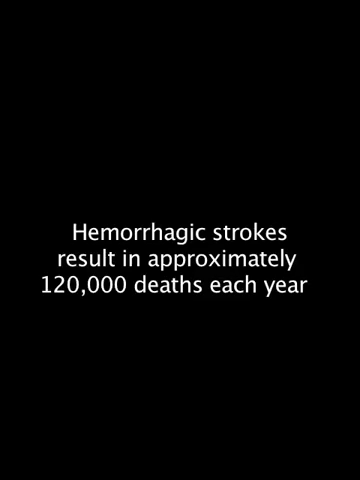 Hemorrhagic strokes
result in approximately
120,000 deaths each year